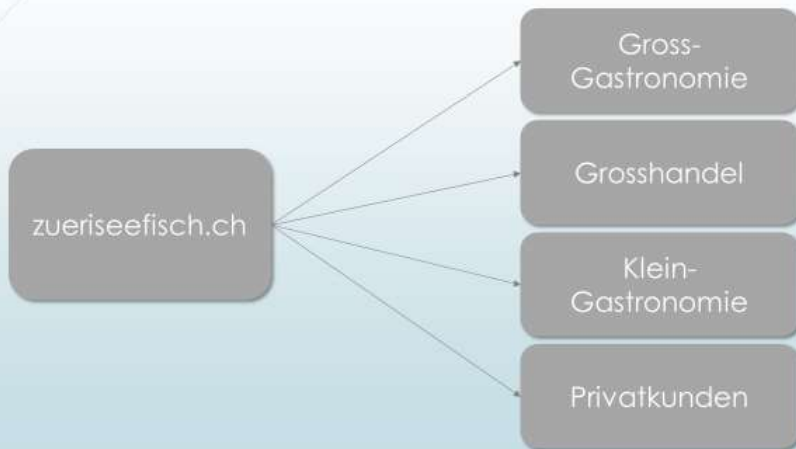 Gross-
Gastronomie
Grosshandel
zueriseefisch.ch
Klein-
Gastronomie
Privatkunden